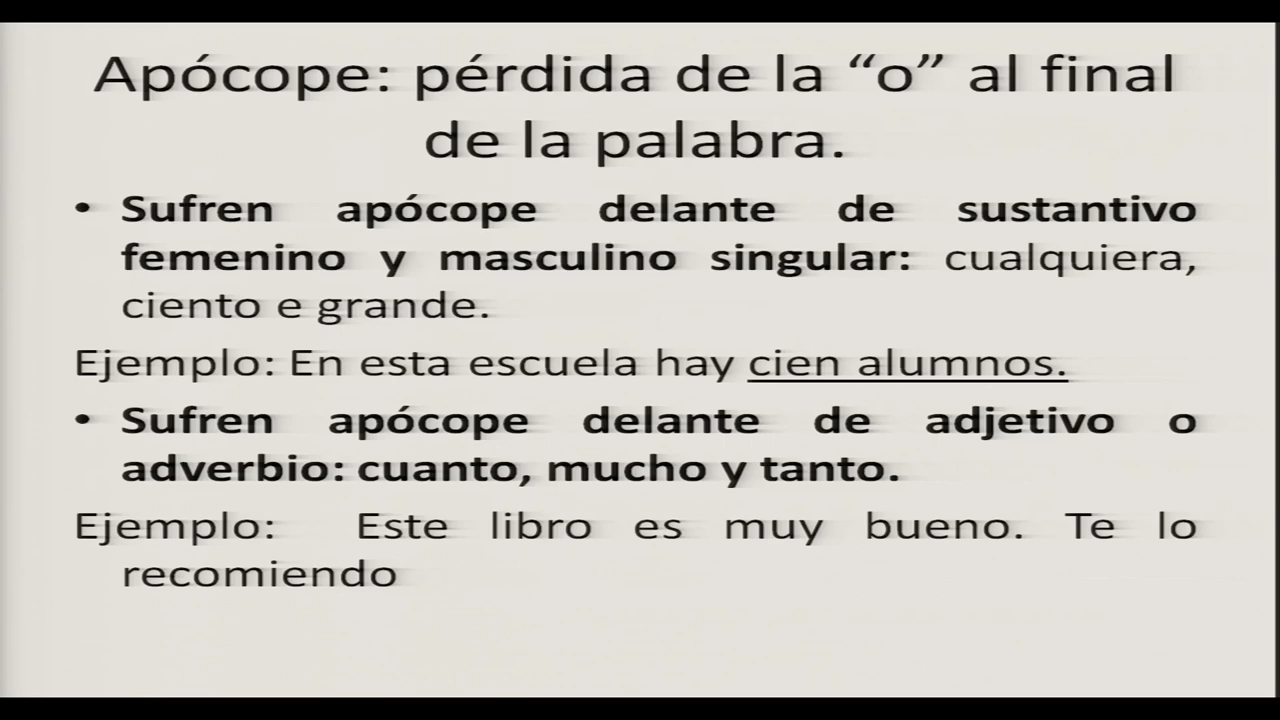 Apócope: pérdida de la “o” al final
de la palabra.
• Sufren apócope delante de sustantivo
femenino y masculino singular: cualquiera,
ciento e grande.
Ejemplo: En esta escuela hay cien alumnos.
• Sufren apócope delante de adjetivo o
adverbio: cuanto, mucho y tanto.
Ejemplo: Este libro es muy bueno. Te lo
recomiendo